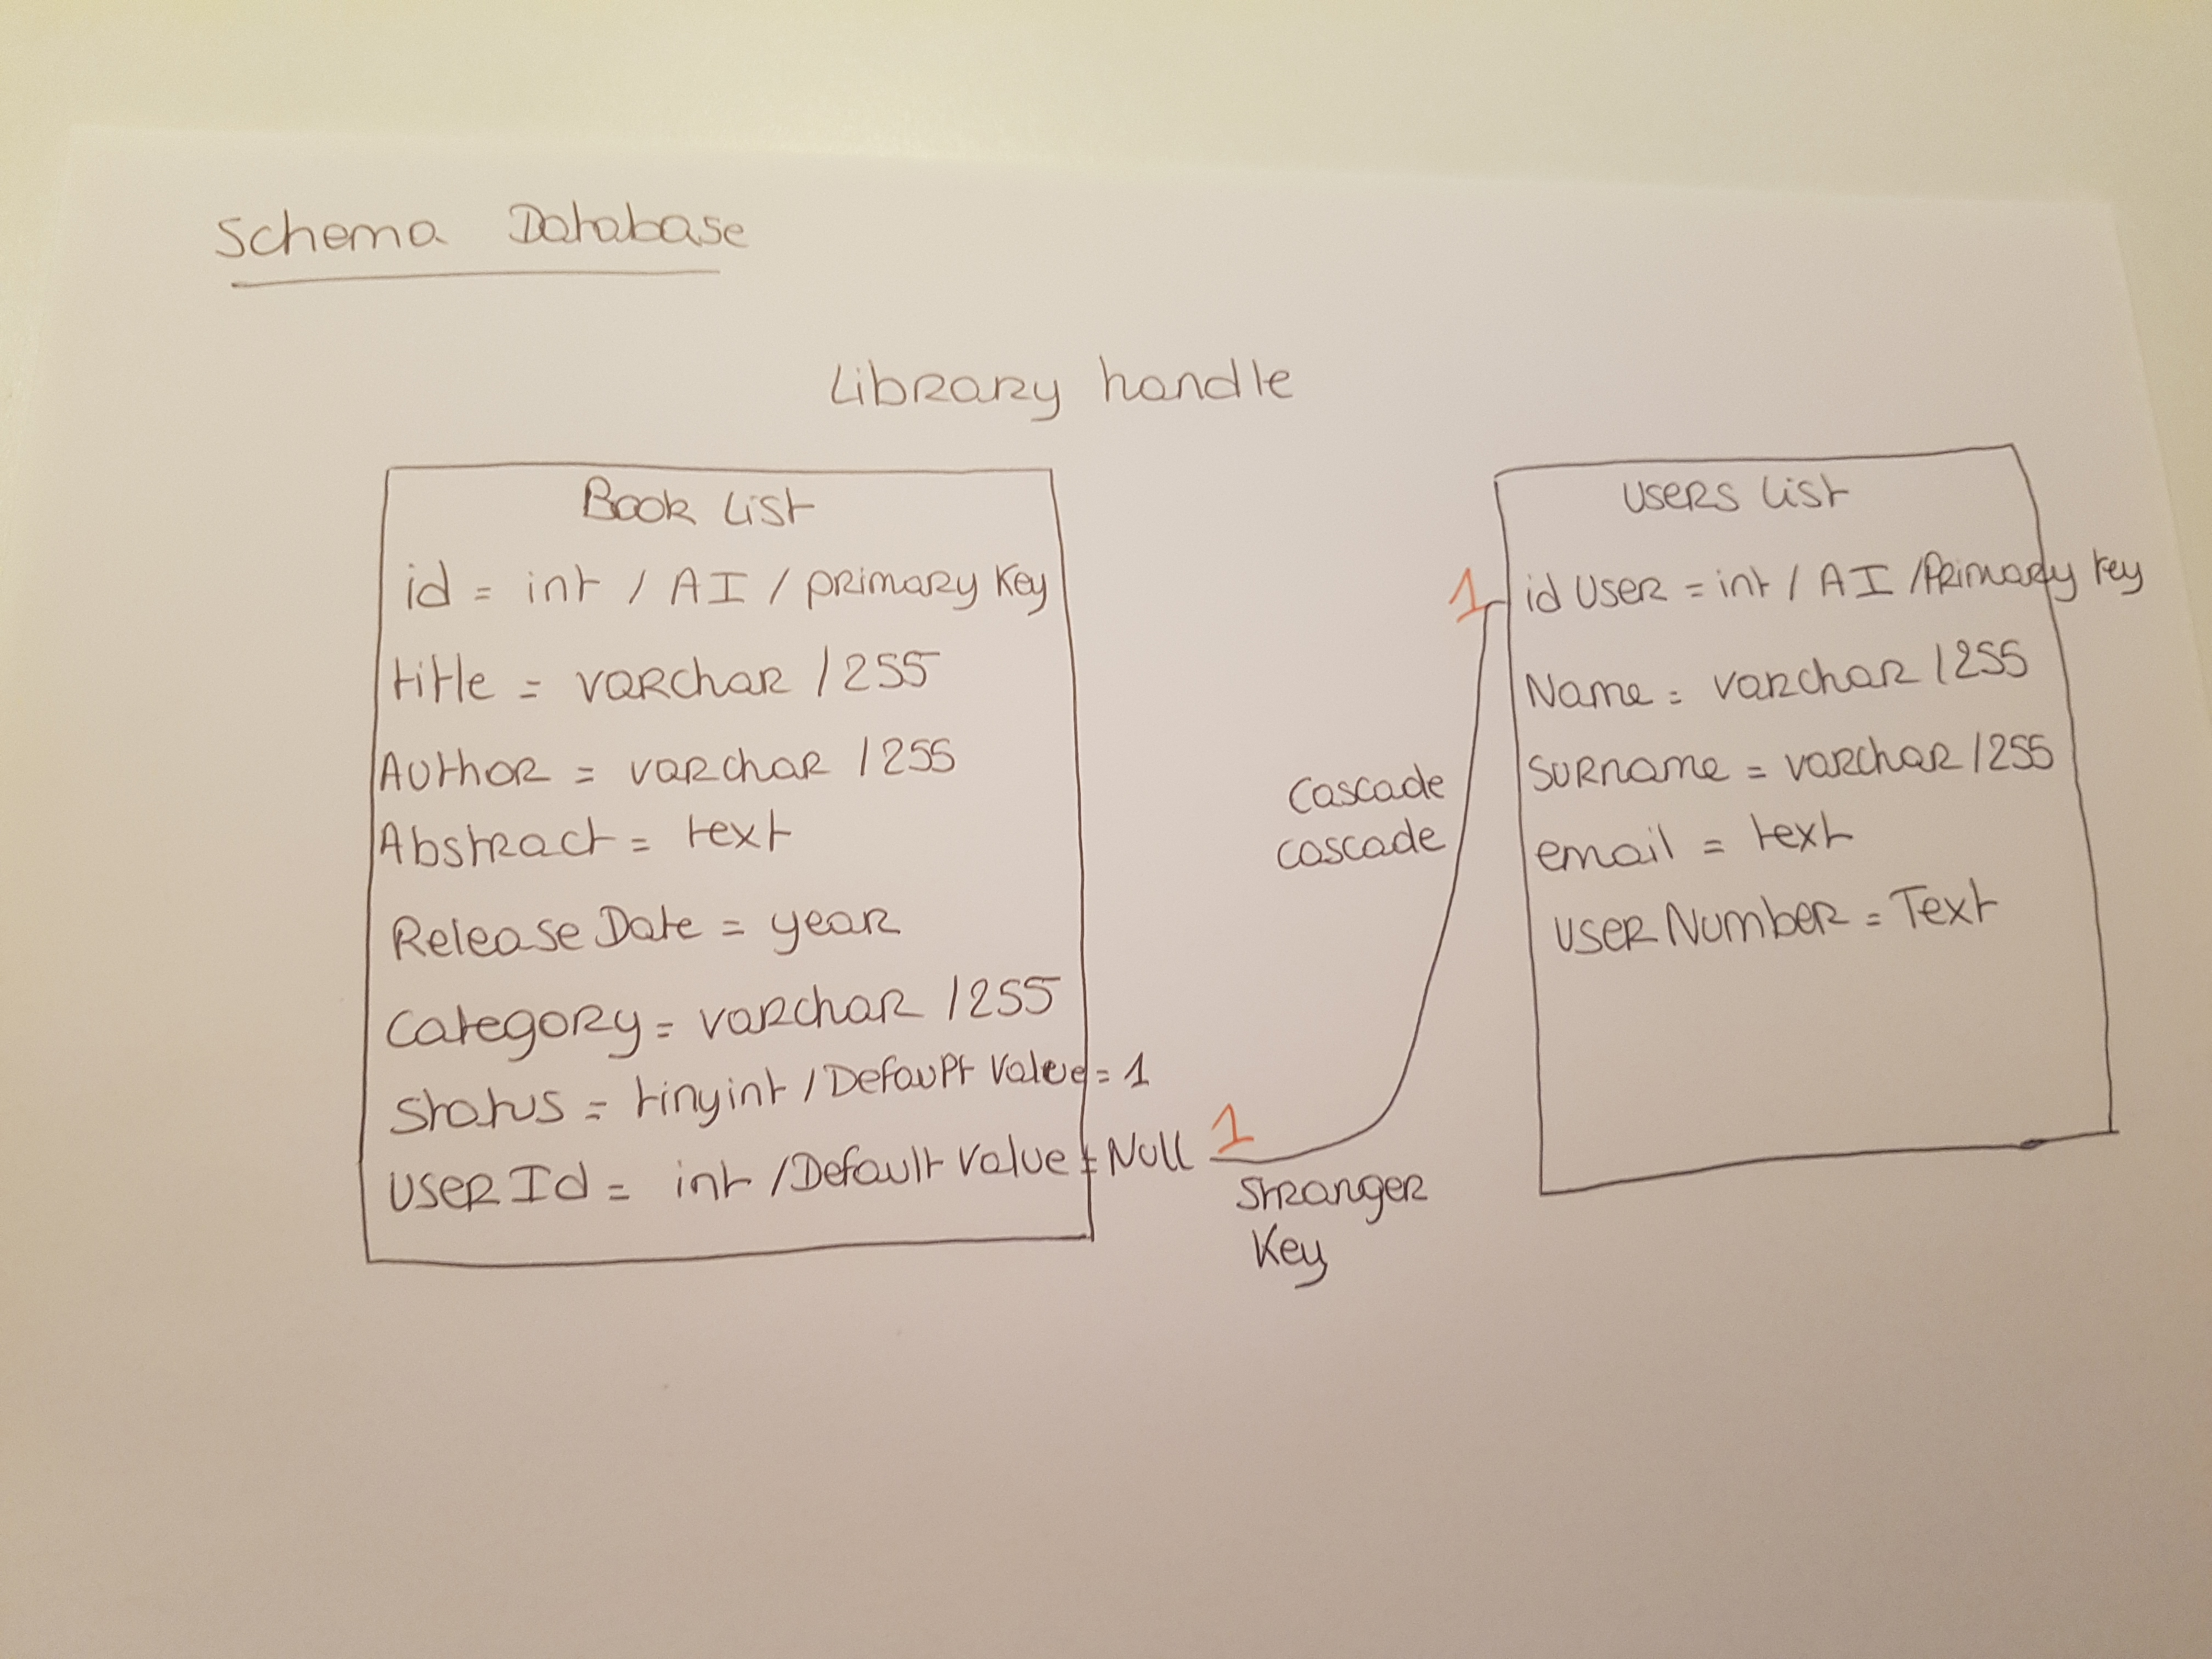 Schema Database
Library handle
Book List
id = int / AI / primary Key
title = varchar / 255
Author = varchar / 255
Abstract = text
Release Date = year
Category = varchar / 255
Status = tinyint / Default Value = 1
User Id = int / Default Value = Null
1
Stranger
Key
Cascade
cascade
1
Users List
id User = int / AI / Primary key
Name = varchar / 255
Surname = varchar / 255
email = text
User Number = Text